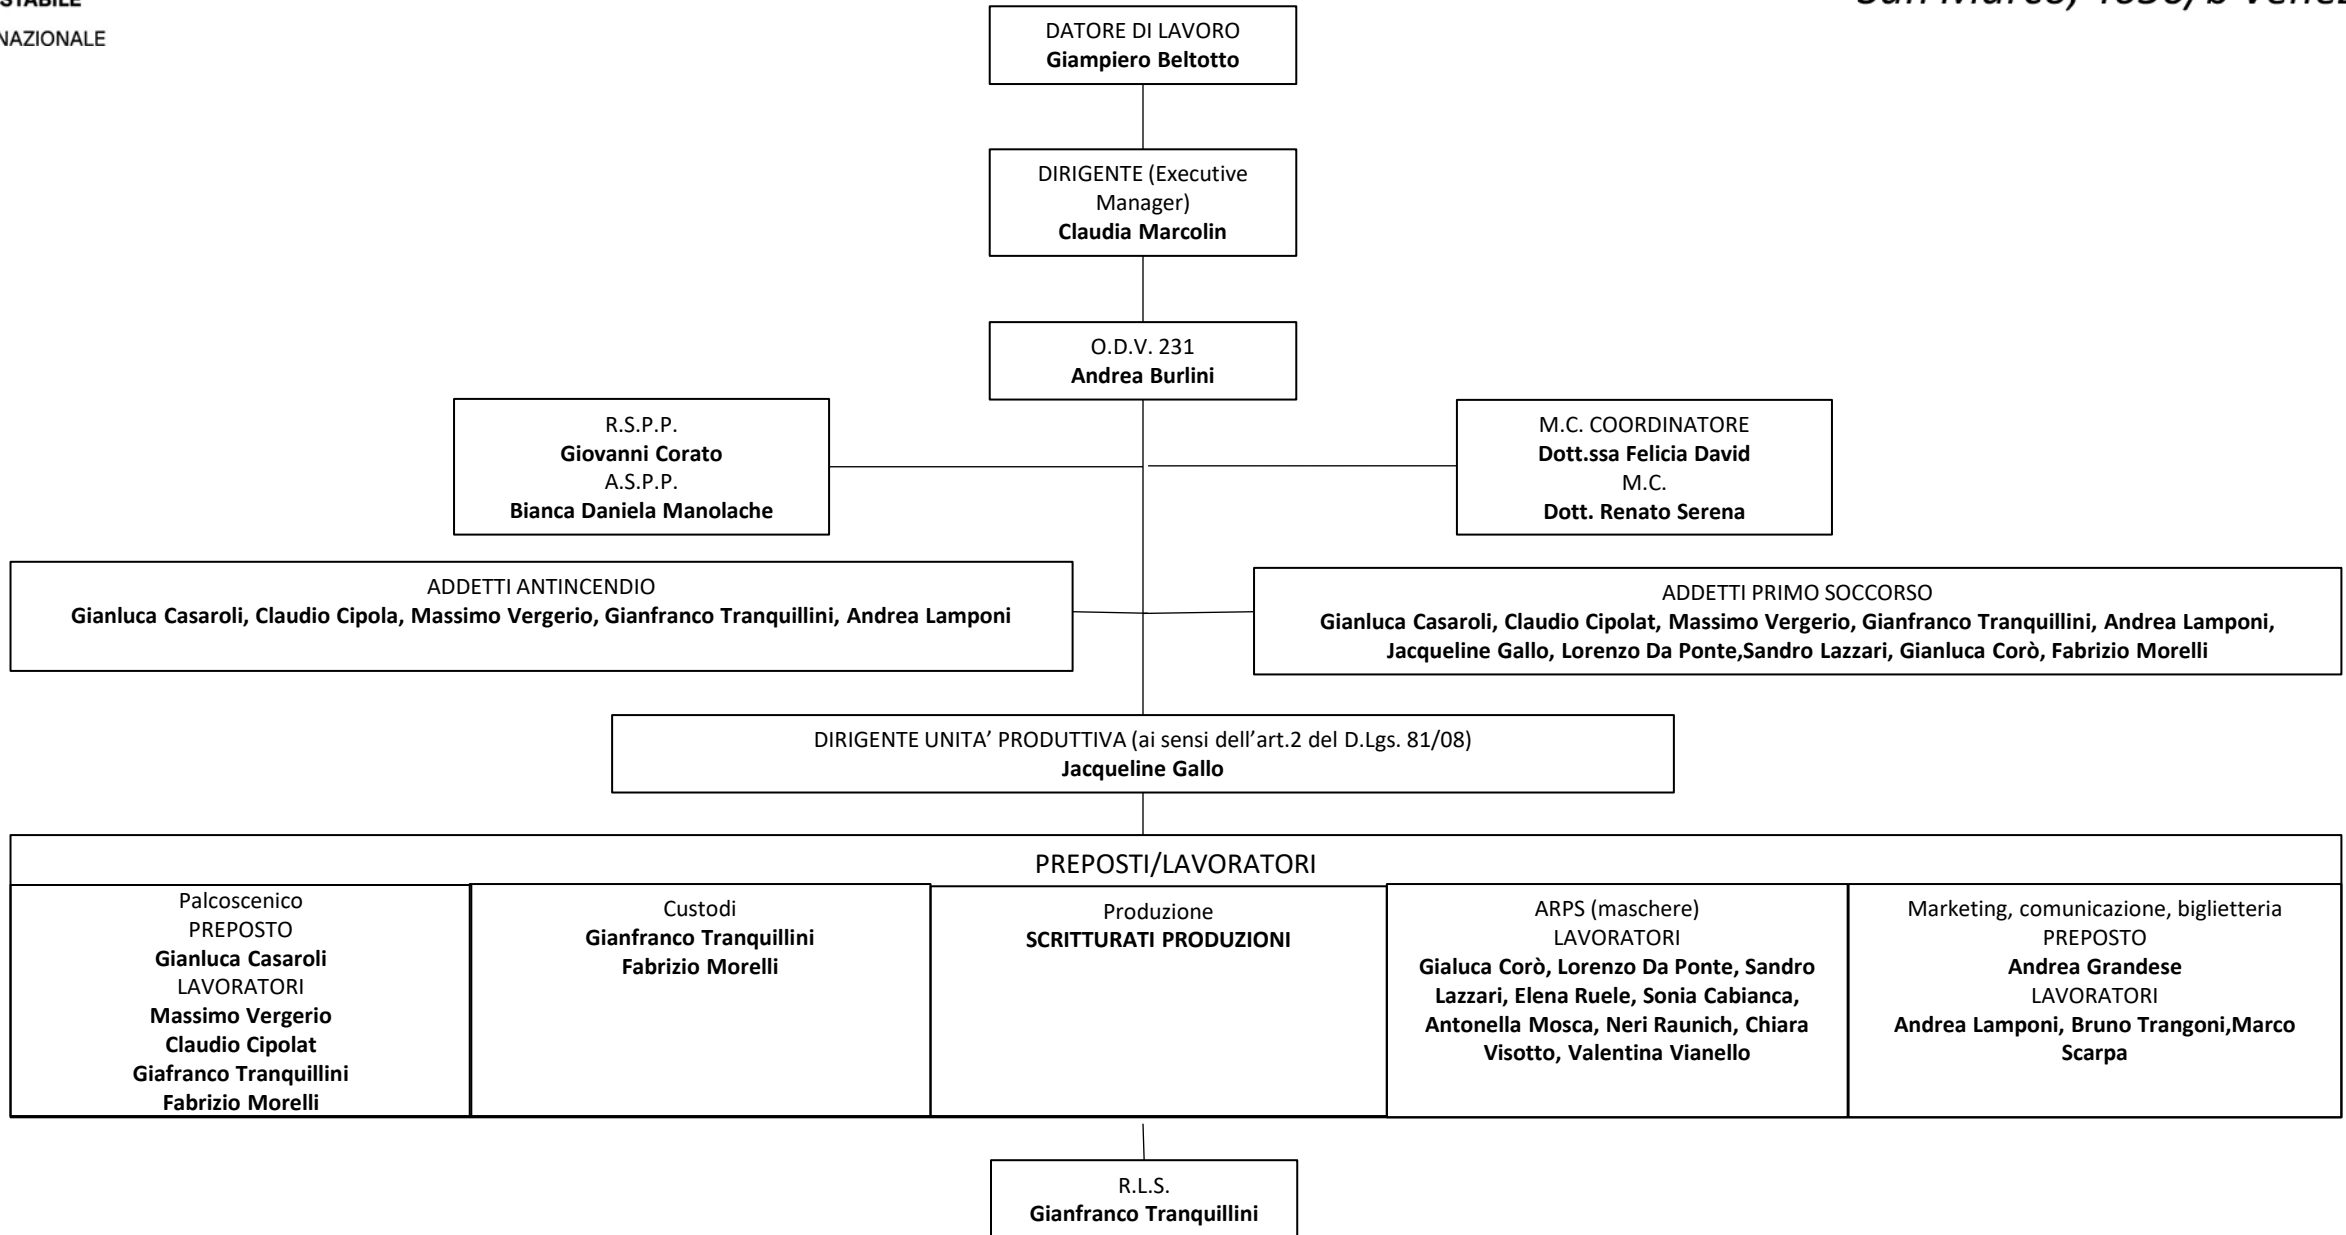 STABILE
NAZIONALE
DATORE DI LAVORO
Giampiero Beltotto
DIRIGENTE (Executive
Manager)
Claudia Marcolin
O.D.V. 231
Andrea Burlini
R.S.P.P.
Giovanni Corato
A.S.P.P.
Bianca Daniela Manolache
M.C. COORDINATORE
Dott.ssa Felicia David
M.C.
Dott. Renato Serena
ADDETTI ANTINCENDIO
Gianluca Casaroli, Claudio Cipola, Massimo Vergerio, Gianfranco Tranquillini, Andrea Lamponi
ADDETTI PRIMO SOCCORSO
Gianluca Casaroli, Claudio Cipolat, Massimo Vergerio, Gianfranco Tranquillini, Andrea Lamponi,
Jacqueline Gallo, Lorenzo Da Ponte,Sandro Lazzari, Gianluca Corò, Fabrizio Morelli
DIRIGENTE UNITA’ PRODUTTIVA (ai sensi dell’art.2 del D.Lgs. 81/08)
Jacqueline Gallo
PREPOSTI/LAVORATORI
Palcoscenico
PREPOSTO
Gianluca Casaroli
LAVORATORI
Massimo Vergerio
Claudio Cipolat
Giafranco Tranquillini
Fabrizio Morelli
Custodi
Gianfranco Tranquillini
Fabrizio Morelli
Produzione
SCRITTURATI PRODUZIONI
ARPS (maschere)
LAVORATORI
Gialuca Corò, Lorenzo Da Ponte, Sandro
Lazzari, Elena Ruele, Sonia Cabianca,
Antonella Mosca, Neri Raunich, Chiara
Visotto, Valentina Vianello
Marketing, comunicazione, biglietteria
PREPOSTO
Andrea Grandese
LAVORATORI
Andrea Lamponi, Bruno Trangoni,Marco
Scarpa
R.L.S.
Gianfranco Tranquillini